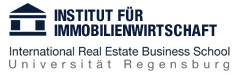 INSTITUT FÜR
IMMOBILIENWIRTSCHAFT
International Real Estate Business School
Universität Regensburg